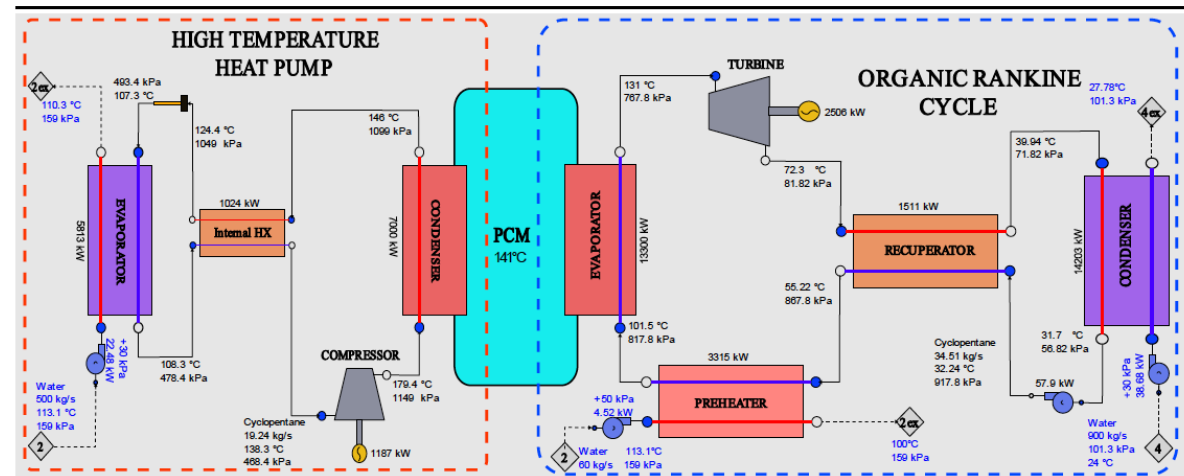 HIGH TEMPERATURE
HEAT PUMP
2ex
110.3 °C
159 kPa
493.4 kPa
107.3 °C
124.4 °C
1049 kPa
146 °C
1099 kPa
EVAPORATOR
5813 kW
1024 kW
Internal HX
CONDENSER
7000 kW
PCM
141°C
+30 kPa
22.48 kW
108.3 °C
478.4 kPa
Water
500 kg/s
113.1 °C
159 kPa
2
COMPRESSOR
179.4 °C
1149 kPa
Cyclopentane
19.24 kg/s
138.3 °C
468.4 kPa
1187 kW
ORGANIC RANKINE
CYCLE
TURBINE
131 °C
767.8 kPa
2506 kW
72.3 °C
81.82 kPa
EVAPORATOR
13300 kW
1511 kW
RECUPERATOR
39.94 °C
71.82 kPa
27.78°C
101.3 kPa
4ex
CONDENSER
14203 kW
55.22 °C
867.8 kPa
101.5 °C
817.8 kPa
3315 kW
PREHEATER
+50 kPa
4.52 kW
2
Water
60 kg/s
113.1°C
159 kPa
2ex
100°C
159 kPa
Cyclopentane
34.51 kg/s
32.24 °C
917.8 kPa
57.9 kW
31.7 °C
56.82 kPa
+30 kPa
38.68 kW
Water
900 kg/s
101.3 kPa
24 °C
4